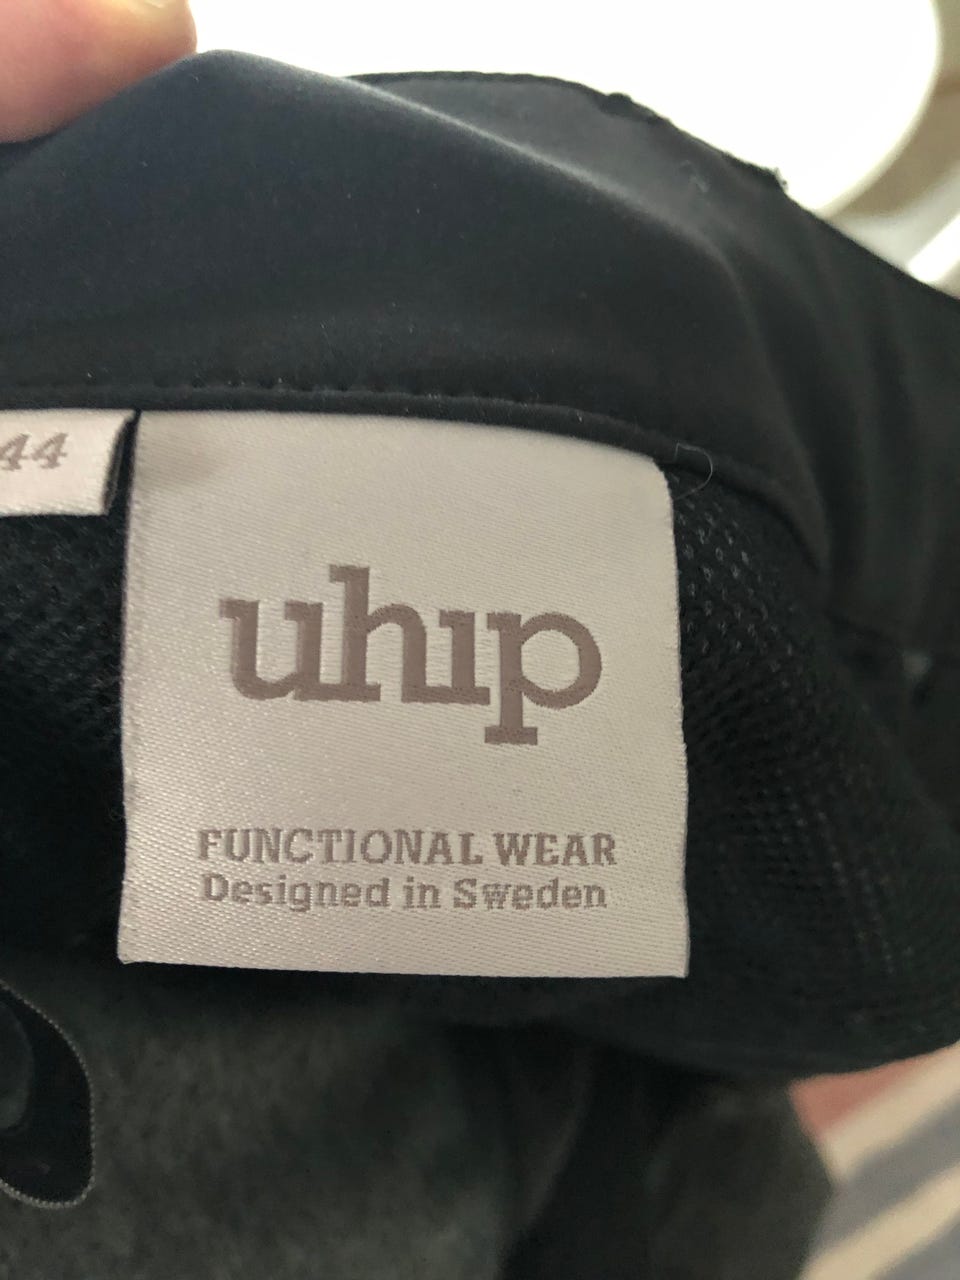 44
uhip
FUNCTIONAL WEAR
Designed in Sweden